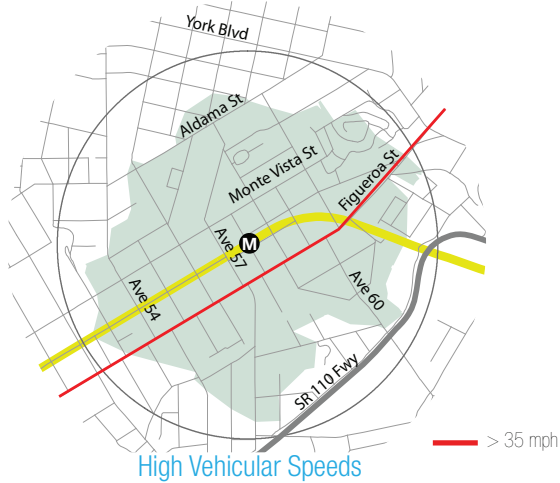 York Blvd
Aldama St
Monte Vista St
Figueroa St
M
Ave 57
Ave 54
Ave 60
SR 110 Fwy
> 35 mph
High Vehicular Speeds